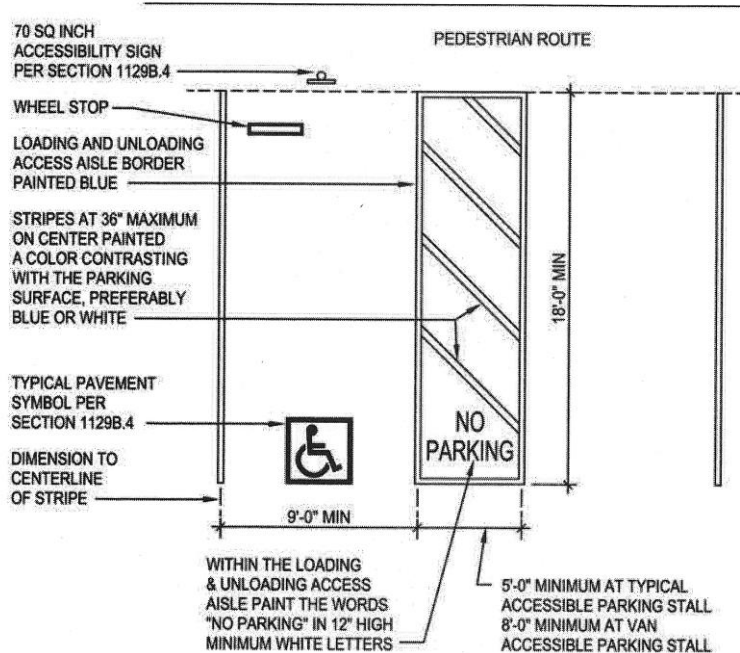 70 SQ INCH
ACCESSIBILITY SIGN
PER SECTION 1129B.4
PEDESTRIAN ROUTE
WHEEL STOP
LOADING AND UNLOADING
ACCESS AISLE BORDER
PAINTED BLUE
STRIPES AT 36" MAXIMUM
ON CENTER PAINTED
A COLOR CONTRASTING
WITH THE PARKING
SURFACE, PREFERABLY
BLUE OR WHITE
18'-0" MIN
TYPICAL PAVEMENT
SYMBOL PER
SECTION 1129B.4
NO
PARKING
DIMENSION TO
CENTERLINE
OF STRIPE
9'-0" MIN
WITHIN THE LOADING
& UNLOADING ACCESS
AISLE PAINT THE WORDS
"NO PARKING" IN 12" HIGH
MINIMUM WHITE LETTERS
5'-0" MINIMUM AT TYPICAL
ACCESSIBLE PARKING STALL
8'-0" MINIMUM AT VAN
ACCESSIBLE PARKING STALL